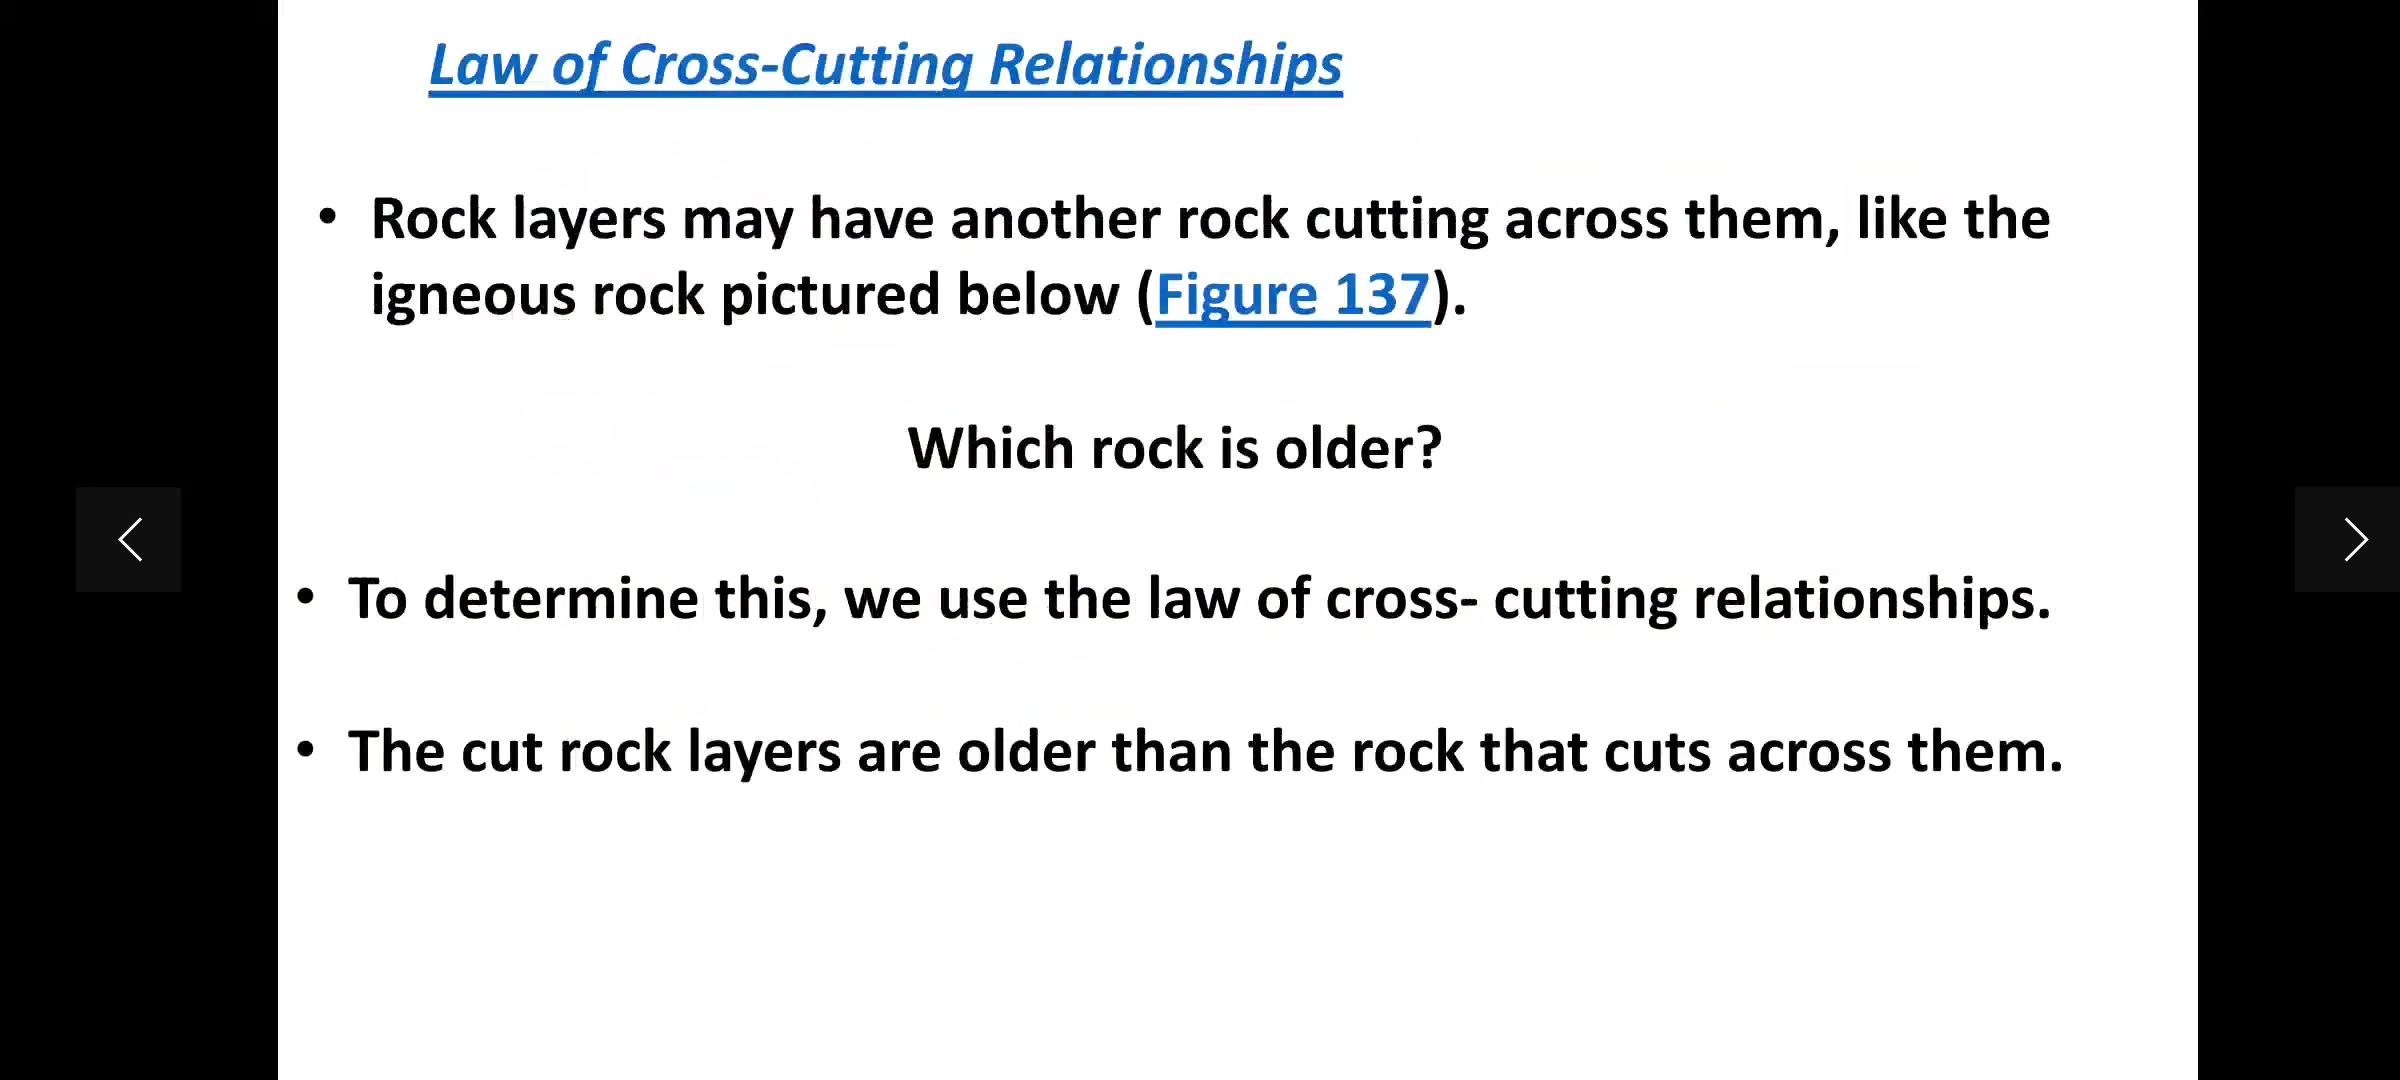 Law of Cross-Cutting Relationships
• Rock layers may have another rock cutting across them, like the
igneous rock pictured below (Figure 137).
Which rock is older?
• To determine this, we use the law of cross- cutting relationships.
• The cut rock layers are older than the rock that cuts across them.